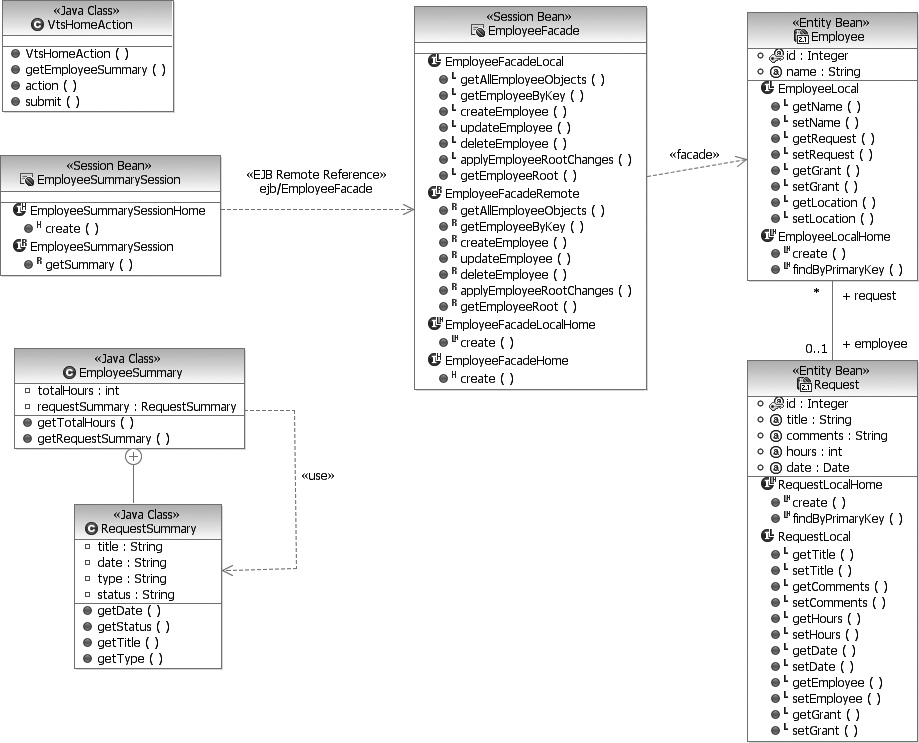 «Java Class»
VtsHomeAction
VtsHomeAction ( )
getEmployeeSummary ( )
action ( )
submit ( )
«Session Bean»
EmployeeSummarySession
EmployeeSummarySessionHome
H create ( )
EmployeeSummarySession
R getSummary ( )
«EJB Remote Reference»
ejb/EmployeeFacade
«Session Bean»
EmployeeFacade
EmployeeFacadeLocal
L getAllEmployeeObjects ( )
L getEmployeeByKey ( )
L createEmployee ( )
L updateEmployee ( )
L deleteEmployee ( )
L applyEmployeeRootChanges ( )
L getEmployeeRoot ( )
EmployeeFacadeRemote
R getAllEmployeeObjects ( )
R getEmployeeByKey ( )
R createEmployee ( )
R updateEmployee ( )
R deleteEmployee ( )
R applyEmployeeRootChanges ( )
R getEmployeeRoot ( )
EmployeeFacadeLocalHome
LH create ( )
EmployeeFacadeHome
H create ( )
«facade»
«Entity Bean»
Employee
id : Integer
name : String
EmployeeLocal
L getName ( )
L setName ( )
L getRequest ( )
L setRequest ( )
L getGrant ( )
L setGrant ( )
L getLocation ( )
L setLocation ( )
EmployeeLocalHome
LH create ( )
LH findByPrimaryKey ( )
* + request
0..1 + employee
«Entity Bean»
Request
id : Integer
title : String
comments : String
hours : int
date : Date
RequestLocalHome
LH create ( )
LH findByPrimaryKey ( )
RequestLocal
L getTitle ( )
L setTitle ( )
L getComments ( )
L setComments ( )
L getHours ( )
L setHours ( )
L getDate ( )
L setDate ( )
L getEmployee ( )
L setEmployee ( )
L getGrant ( )
L setGrant ( )
«Java Class»
EmployeeSummary
totalHours : int
requestSummary : RequestSummary
getTotalHours ( )
getRequestSummary ( )
«use»
«Java Class»
RequestSummary
title : String
date : String
type : String
status : String
getDate ( )
getStatus ( )
getTitle ( )
getType ( )